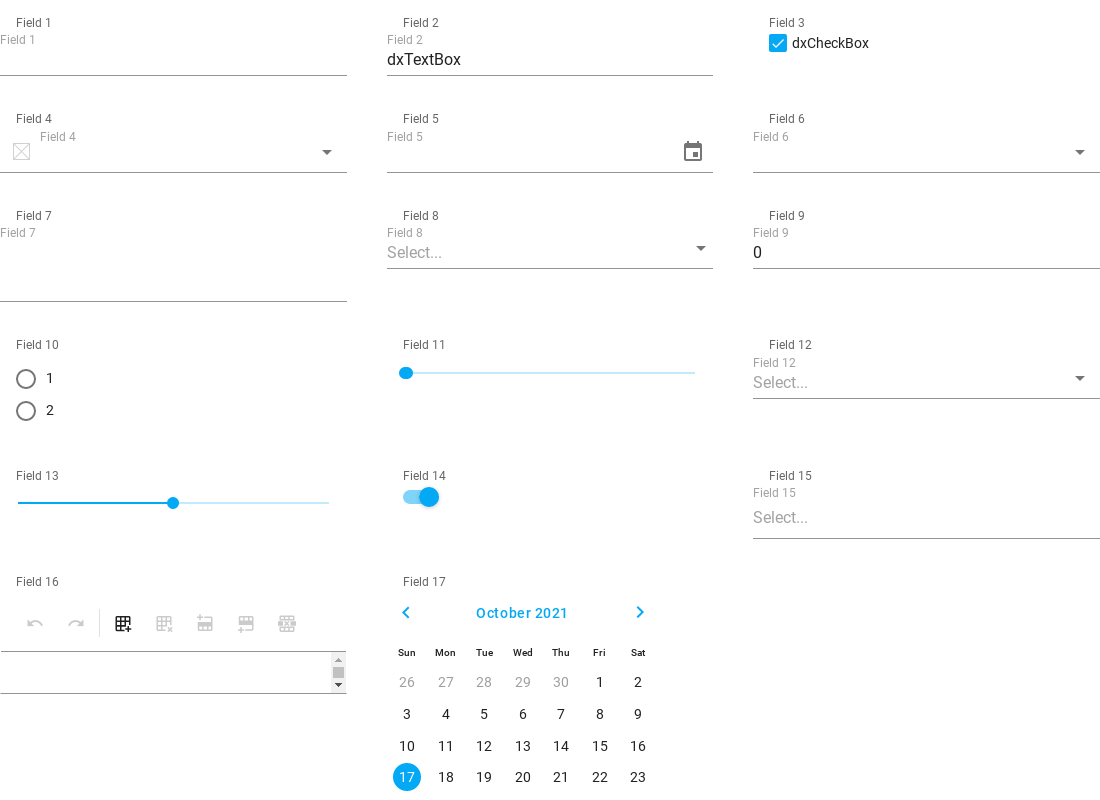 Field 1
Field 1
Field 2
Field 2
dxTextBox
Field 3
dxCheckBox
Field 4
Field 4
Field 5
Field 5
Field 6
Field 6
Field 7
Field 7
Field 8
Field 8
Select...
Field 9
Field 9
0
Field 10
1
2
Field 11
Field 12
Field 12
Select...
Field 13
Field 14
Field 15
Field 15
Select...
Field 16
Field 17
October 2021
Sun Mon Tue Wed Thu Fri Sat
26 27 28 29 30 1 2
3 4 5 6 7 8 9
10 11 12 13 14 15 16
17 18 19 20 21 22 23